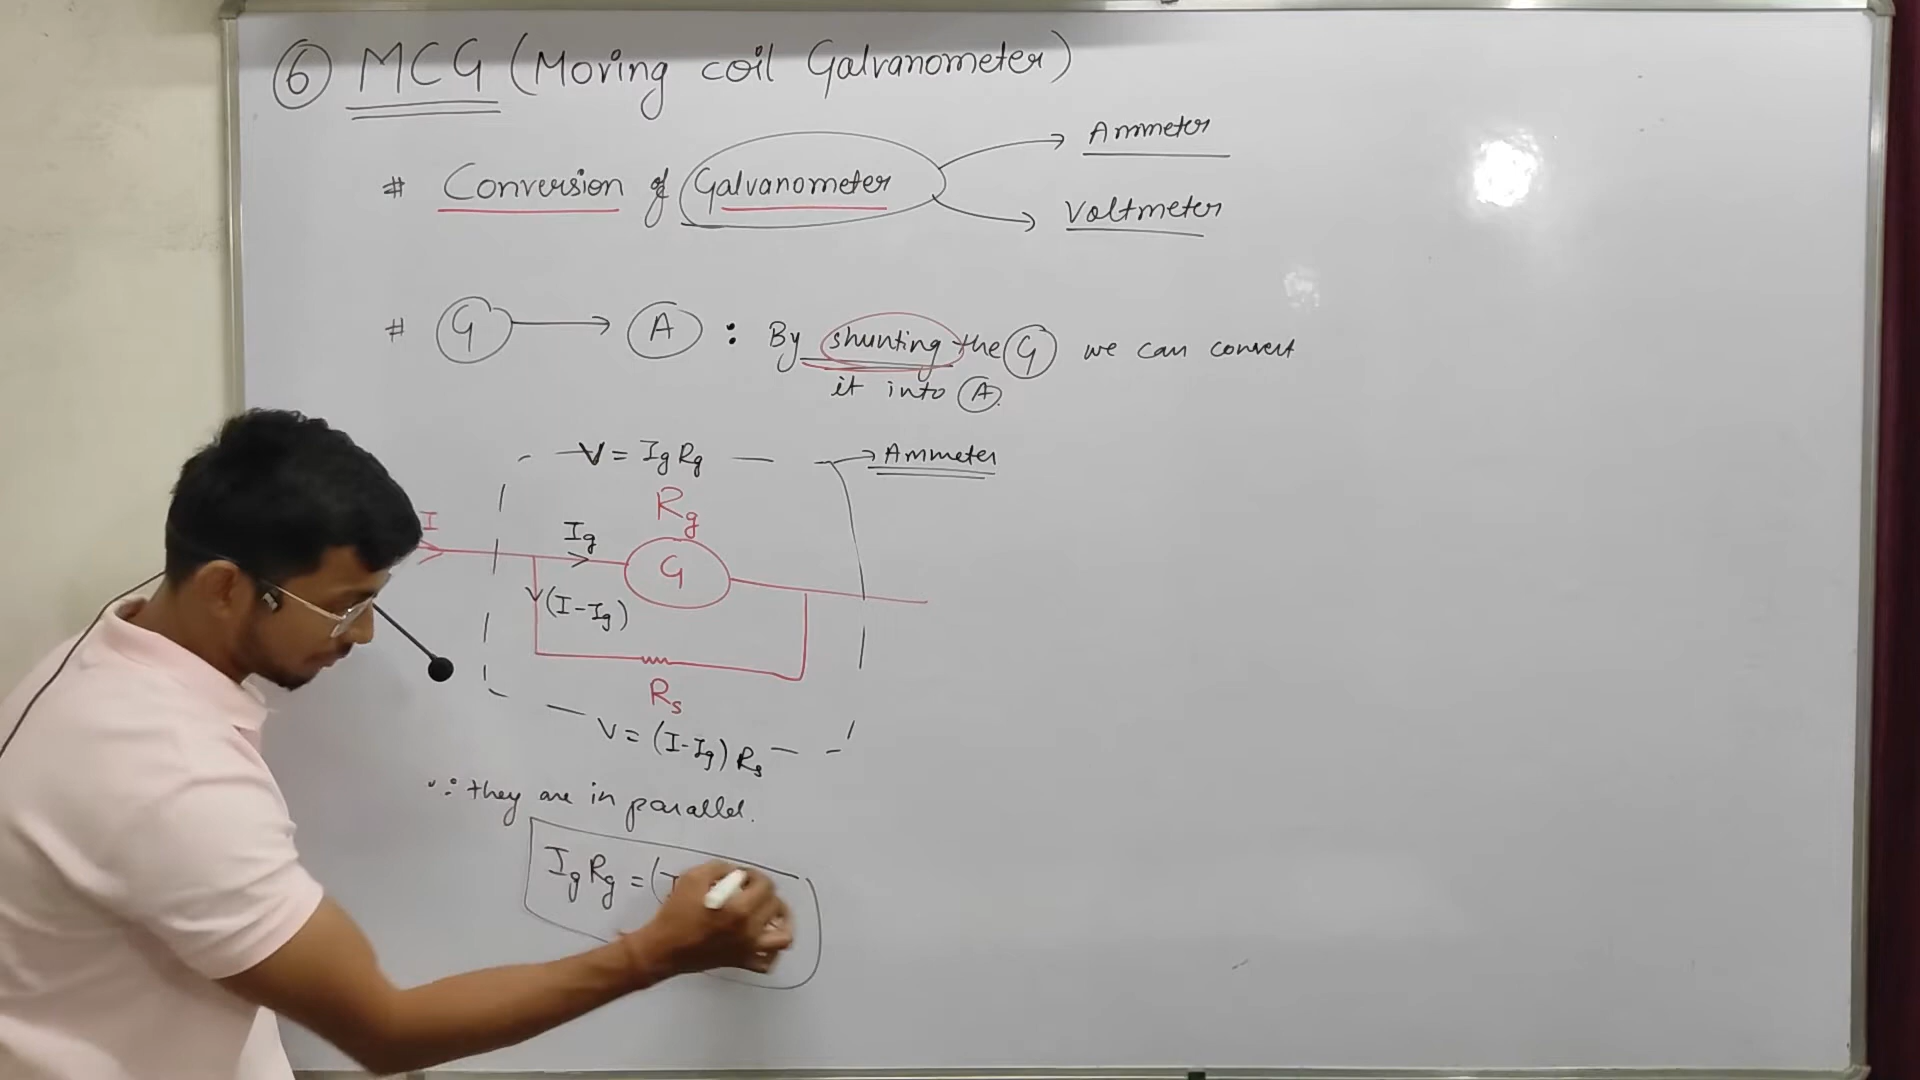 ⑥ MCG (Moving coil Galvanometer)
# Conversion of Galvanometer → Ammeter
→ Voltmeter
# G → A : By shunting the G we can convert
it into A.
V = IgRg → Ammeter
Rg
I
Ig
G
(I-Ig)
Rs
V = (I-Ig) Rs
∵ they are in parallel.
IgRg = (I